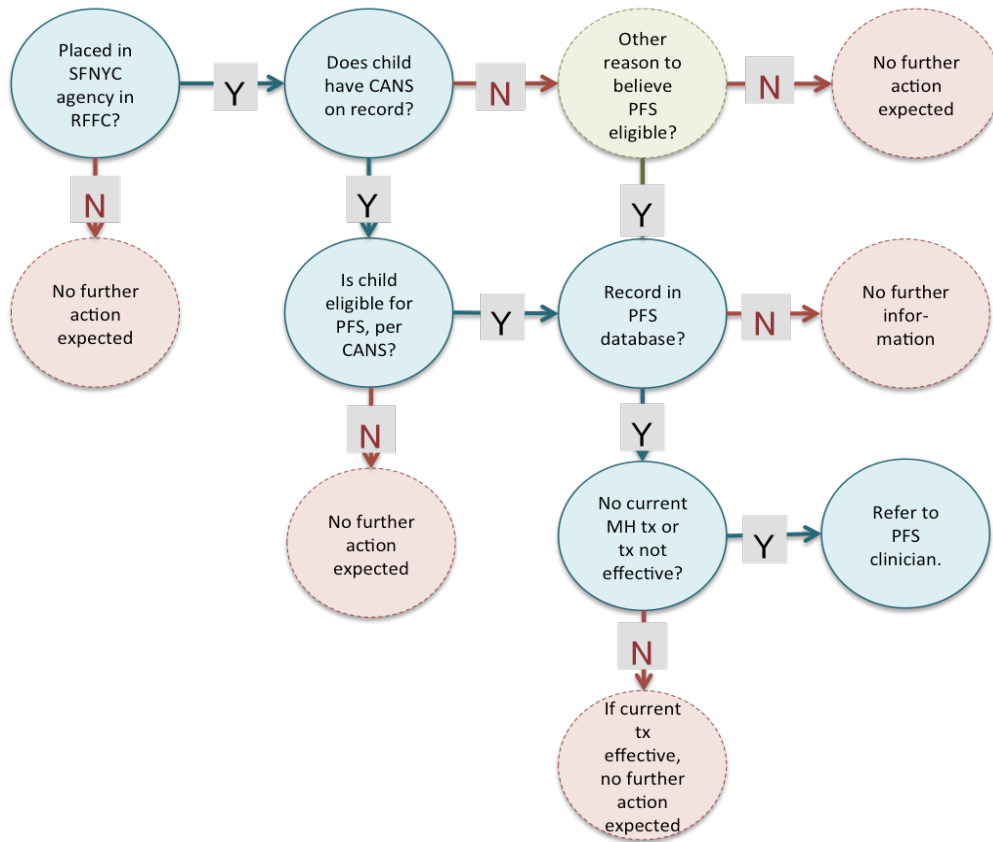 Placed in
SFNYC
agency in
RFFC?
Y
Does child
have CANS
on record?
N
Other
reason to
believe
PFS
eligible?
N
No further
action
expected
N
Y
Y
No further
action
expected
Is child
eligible for
PFS, per
CANS?
Y
Record in
PFS
database?
N
No further
infor-
mation
N
Y
No further
action
expected
No current
MH tx or
tx not
effective?
Y
Refer to
PFS
clinician.
N
If current
tx
effective,
no further
action
expected